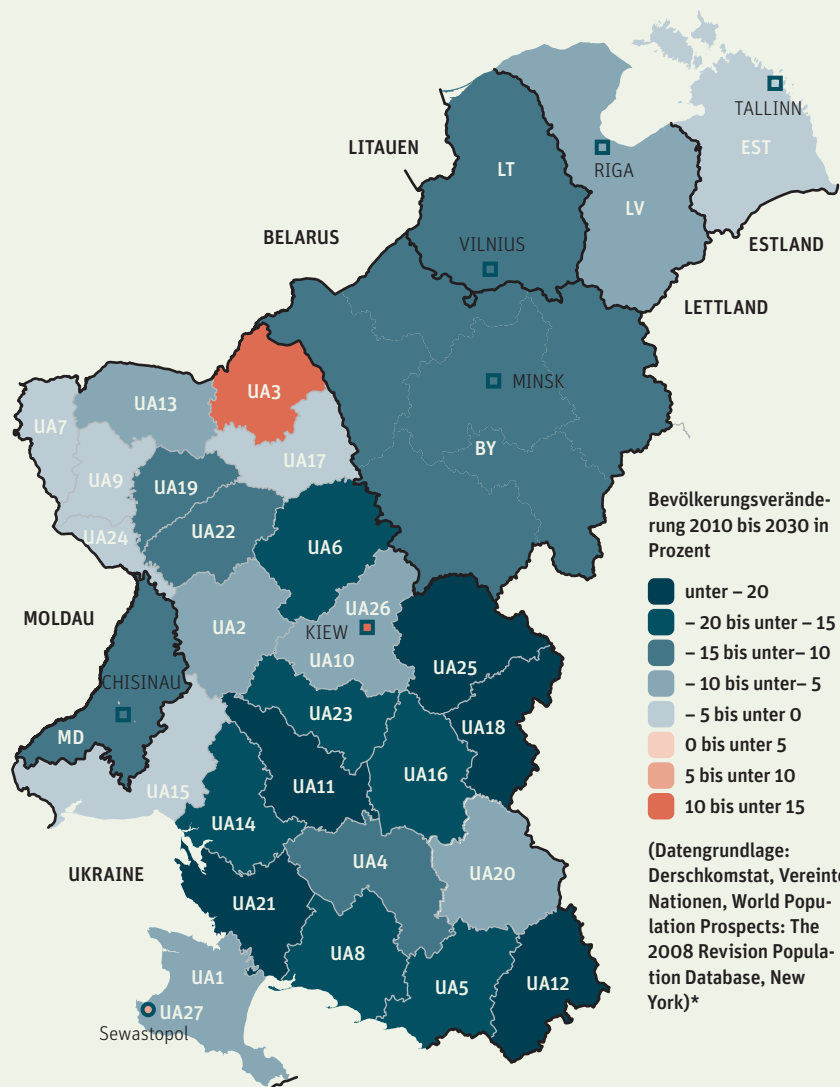 TALLINN
LITAUEN
EST
LT
RIGA
LV
BELARUS
VILNIUS
ESTLAND
LETTLAND
MINSK
UA3
UA13
UA7
BY
UA17
UA9
UA19
UA22
UA24
UA6
MOLDAU
UA26
UA2
KIEW
UA10
UA25
CHISINAU
UA23
UA18
MD
UA16
UA11
UA15
UA14
UA4
UKRAINE
UA20
UA21
UA8
UA1
UA5
UA12
UA27
Sewastopol
Bevölkerungsverände-
rung 2010 bis 2030 in
Prozent
unter – 20
– 20 bis unter – 15
– 15 bis unter– 10
– 10 bis unter– 5
– 5 bis unter 0
0 bis unter 5
5 bis unter 10
10 bis unter 15
(Datengrundlage:
Derschkomstat, Vereinte
Nationen, World Popu-
lation Prospects: The
2008 Revision Popula-
tion Database, New
York)*